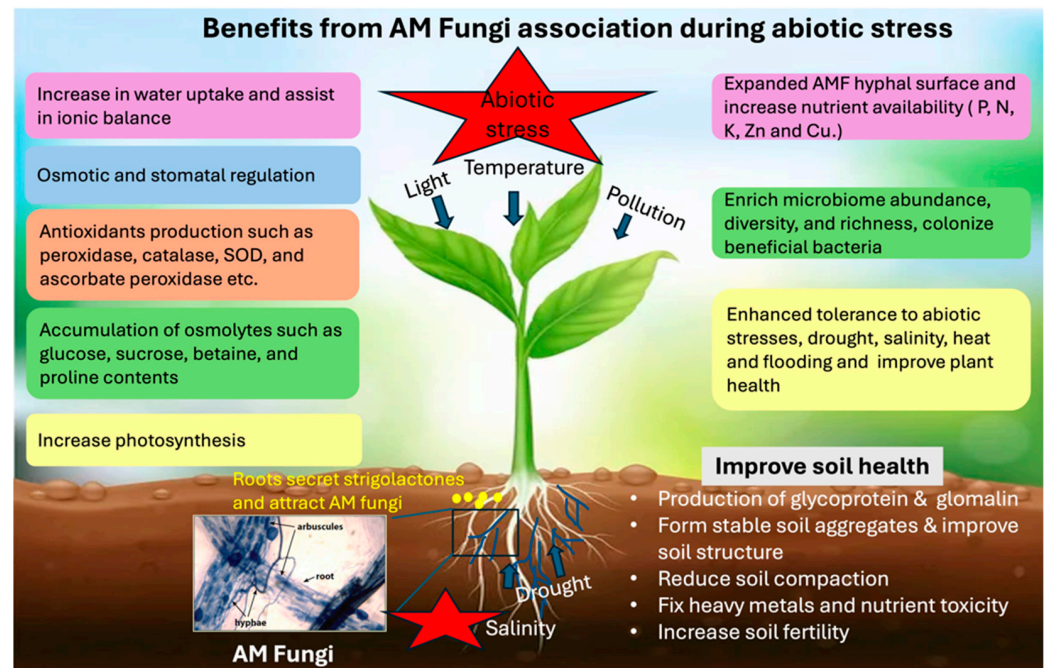 Benefits from AM Fungi association during abiotic stress
Increase in water uptake and assist
in ionic balance
Osmotic and stomatal regulation
Antioxidants production such as
peroxidase, catalase, SOD, and
ascorbate peroxidase etc.
Accumulation of osmolytes such as
glucose, sucrose, betaine, and
proline contents
Increase photosynthesis
Abiotic
stress
Light
Temperature
Pollution
Expanded AMF hyphal surface and
increase nutrient availability ( P, N,
K, Zn and Cu.)
Enrich microbiome abundance,
diversity, and richness, colonize
beneficial bacteria
Enhanced tolerance to abiotic
stresses, drought, salinity, heat
and flooding and improve plant
health
Roots secret strigolactones
and attract AM fungi
arbuscules
root
hyphae
AM Fungi
Drought
Salinity
Improve soil health
• Production of glycoprotein & glomalin
• Form stable soil aggregates & improve
soil structure
• Reduce soil compaction
• Fix heavy metals and nutrient toxicity
• Increase soil fertility